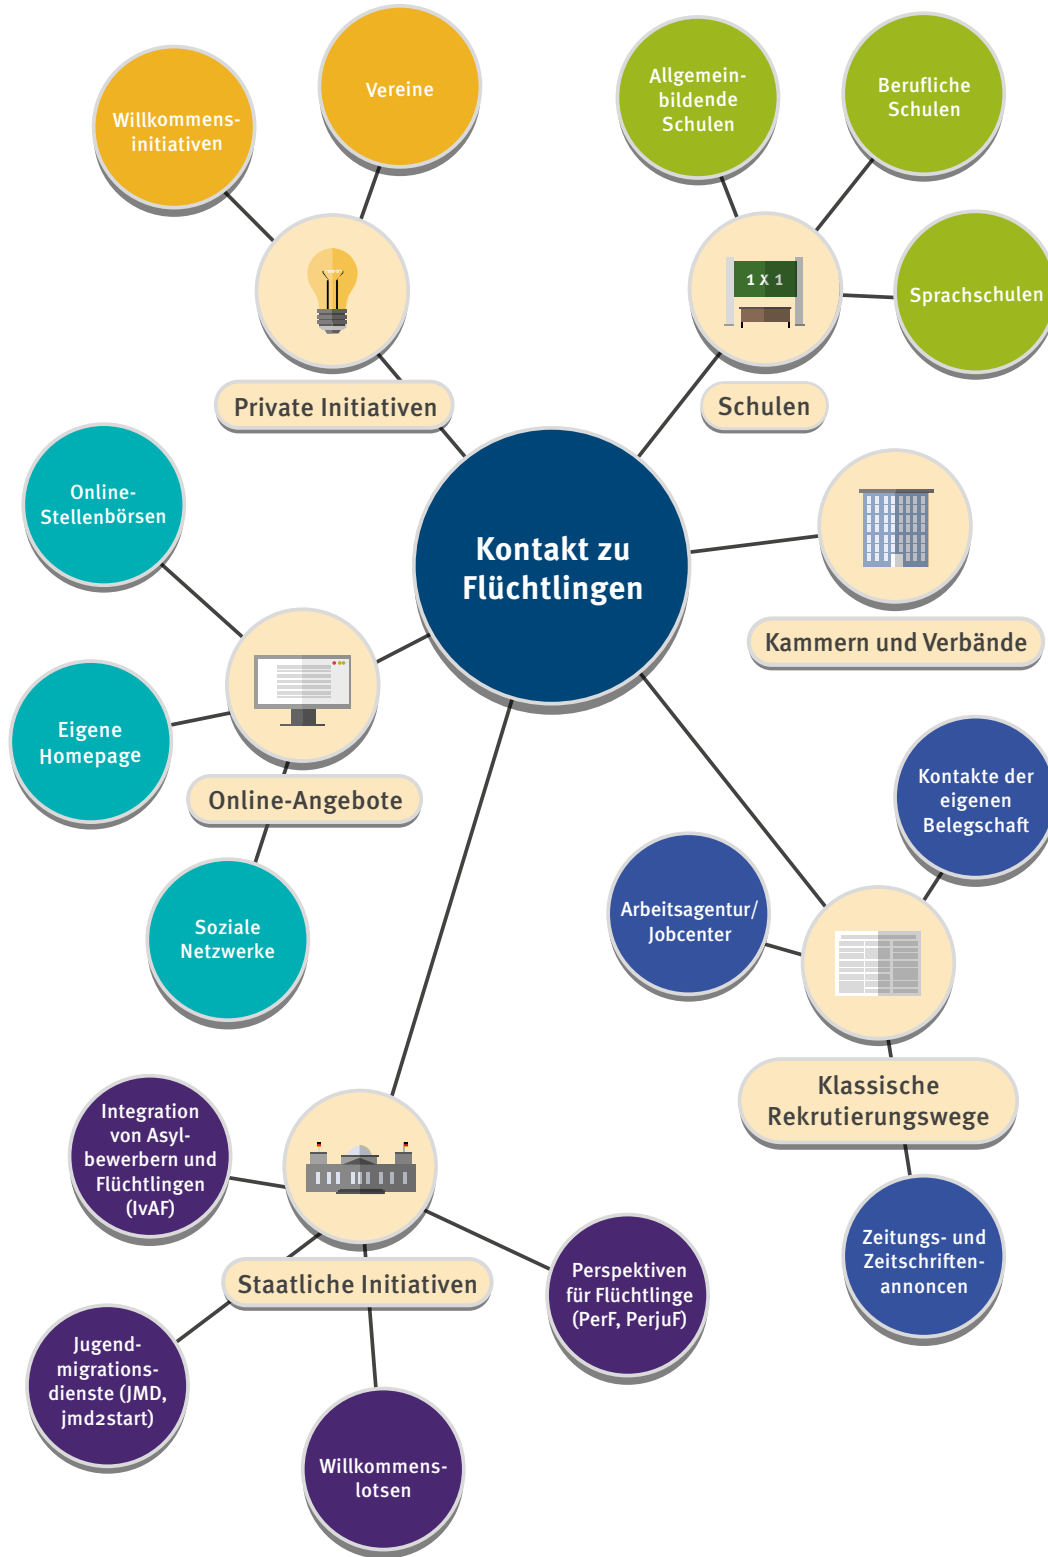 Willkommens-
initiativen
Vereine
Private Initiativen
Allgemein-
bildende
Schulen
Berufliche
Schulen
Sprachschulen
1 X 1
Schulen
Kontakt zu
Flüchtlingen
Kammern und Verbände
Online-
Stellenbörsen
Eigene
Homepage
Online-Angebote
Soziale
Netzwerke
Kontakte der
eigenen
Belegschaft
Arbeitsagentur/
Jobcenter
Klassische
Rekrutierungswege
Zeitungs- und
Zeitschriften-
annoncen
Integration
von Asyl-
bewerbern und
Flüchtlingen
(IvAF)
Staatliche Initiativen
Perspektiven
für Flüchtlinge
(PerF, PerjuF)
Jugend-
migrations-
dienste (JMD,
jmd2start)
Willkommens-
lotsen